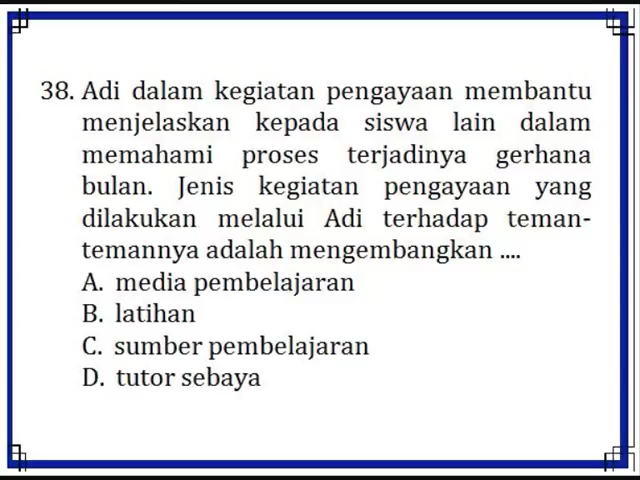 38. Adi dalam kegiatan pengayaan membantu
menjelaskan kepada siswa lain dalam
memahami proses terjadinya gerhana
bulan. Jenis kegiatan pengayaan yang
dilakukan melalui Adi terhadap teman-
temannya adalah mengembangkan ....
A. media pembelajaran
B. latihan
C. sumber pembelajaran
D. tutor sebaya